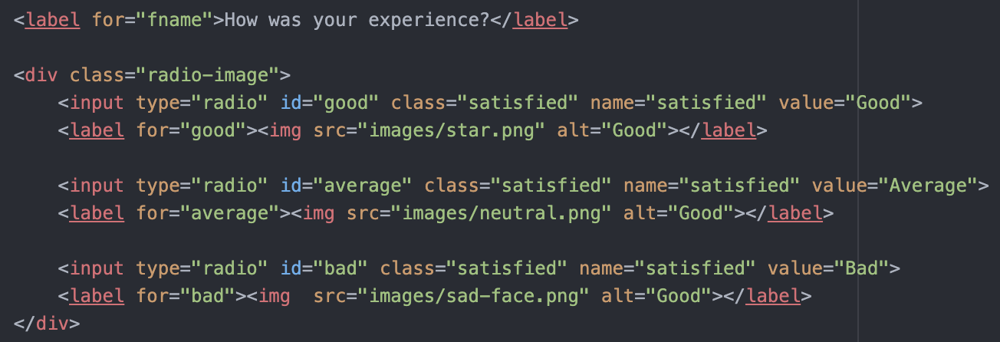 <label for="fname">How was your experience?</label>
<div class="radio-image">
<input type="radio" id="good" class="satisfied" name="satisfied" value="Good">
<label for="good"><img src="images/star.png" alt="Good"></label>
<input type="radio" id="average" class="satisfied" name="satisfied" value="Average">
<label for="average"><img src="images/neutral.png" alt="Good"></label>
<input type="radio" id="bad" class="satisfied" name="satisfied" value="Bad">
<label for="bad"><img  src="images/sad-face.png" alt="Good"></label>
</div>